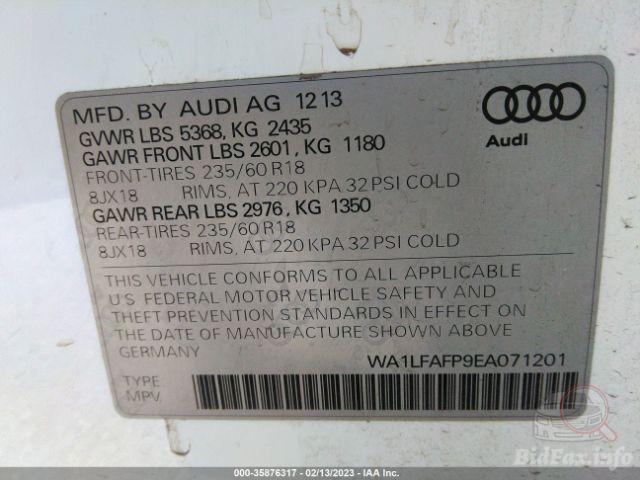 MFD. BY AUDI AG 12 13
GVWR LBS 5368, KG 2435
GAWR FRONT LBS 2601, KG 1180
FRONT-TIRES 235/60 R18
8JX18 RIMS, AT 220 KPA 32 PSI COLD
GAWR REAR LBS 2976, KG 1350
REAR-TIRES 235/60 R18
8JX18 RIMS, AT 220 KPA 32 PSI COLD
Audi
THIS VEHICLE CONFORMS TO ALL APPLICABLE
U.S FEDERAL MOTOR VEHICLE SAFETY AND
THEFT PREVENTION STANDARDS IN EFFECT ON
THE DATE OF MANUFACTURE SHOWN ABOVE
GERMANY
WA1LFAFP9EA071201
TYPE
MPV
BidFax.info
000-35876317 - 02/13/2023 - IAA Inc.